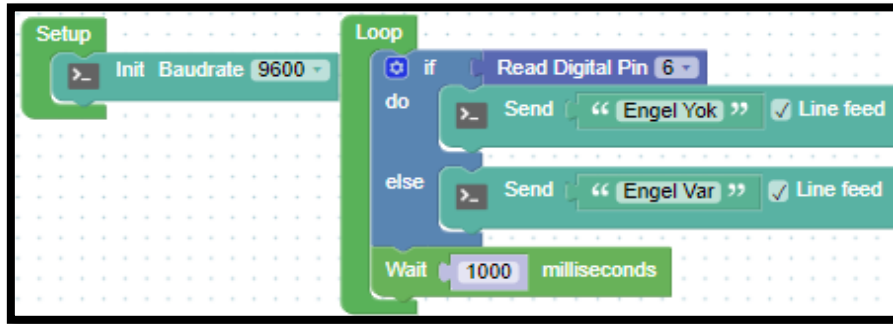 Setup
Init Baudrate 9600
Loop
if Read Digital Pin 6
do Send “ Engel Yok ” Line feed
else Send “ Engel Var ” Line feed
Wait 1000 milliseconds